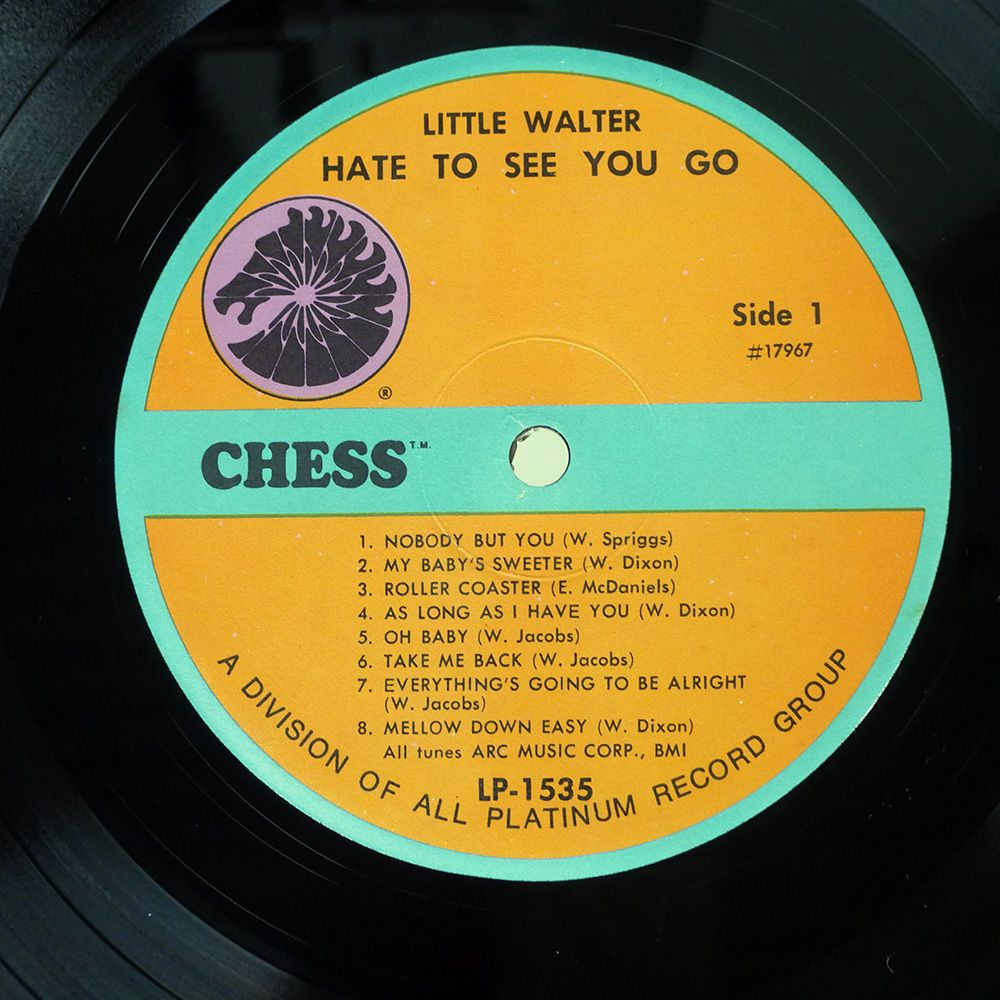 LITTLE WALTER
HATE TO SEE YOU GO
®
Side 1
#17967
CHESS T.M.
1. NOBODY BUT YOU (W. Spriggs)
2. MY BABY'S SWEETER (W. Dixon)
3. ROLLER COASTER (E. McDaniels)
4. AS LONG AS I HAVE YOU (W. Dixon)
5. OH BABY (W. Jacobs)
6. TAKE ME BACK (W. Jacobs)
7. EVERYTHING'S GOING TO BE ALRIGHT
(W. Jacobs)
8. MELLOW DOWN EASY (W. Dixon)
All tunes ARC MUSIC CORP., BMI
LP-1535
A DIVISION OF ALL PLATINUM RECORD GROUP